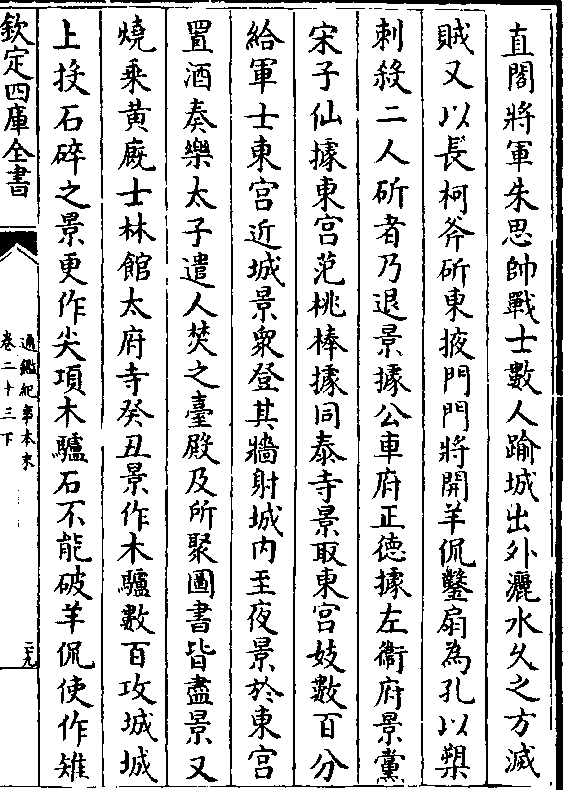 直閤將軍朱思帥戰士數人踰城出外灑水久之方滅
賊又以長柯斧斫東掖門門將開羊侃鑿扇為孔以槊
刺殺二人斫者乃退景據公車府正德據左衛府景黨
宋子仙據東宮范桃棒據同泰寺景取東宮妓數百分
給軍士東宮近城景衆登其牆射城内至夜景於東宮
置酒奏樂太子遣人焚之臺殿及所聚圖書皆盡景又
燒乗黄廐士林館太府寺癸丑景作木驢數百攻城城
上投石碎之景更作尖項木驢石不能破羊侃使作雉
欽定四庫全書
通鑑紀事本末
卷二十三下
二九